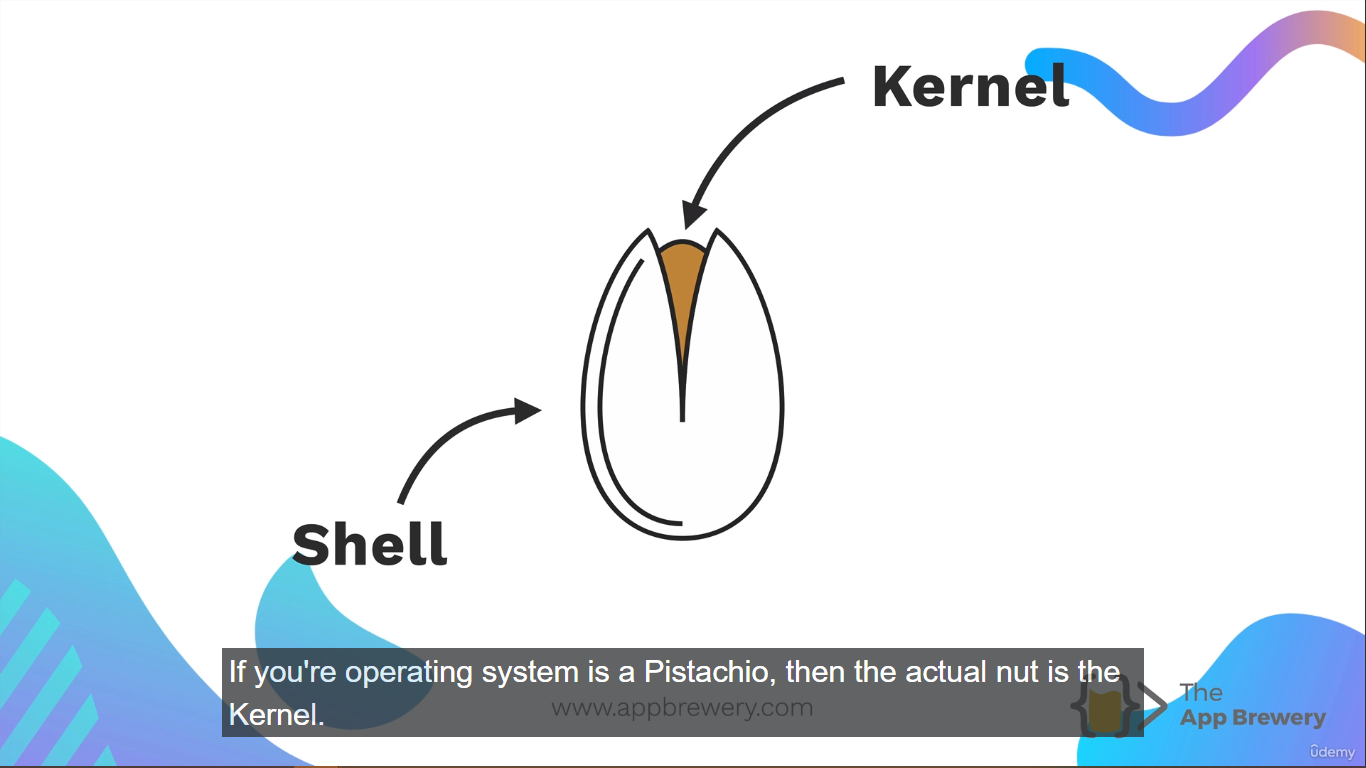 Kernel
Shell
If you're operating system is a Pistachio, then the actual nut is the
Kernel.
www.appbrewery.com
The
App Brewery
ûdemy